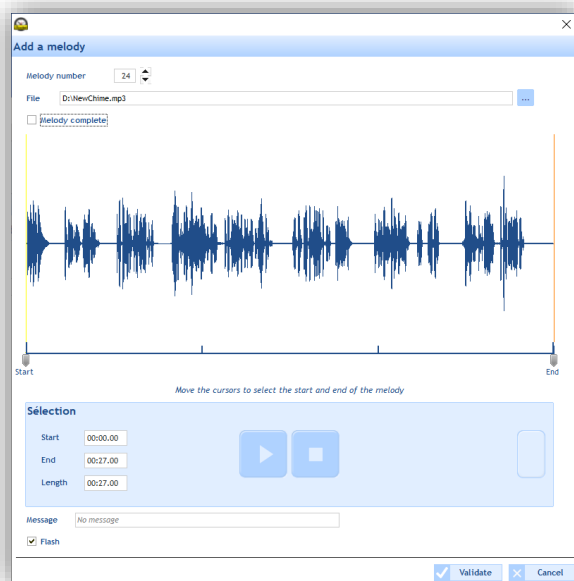 Add a melody
Melody number 24
File D:\NewChime.mp3 ...
Melody complete
Start End
Move the cursors to select the start and end of the melody
Sélection
Start 00:00.00
End 00:27.00
Length 00:27.00
Message No message
Flash
Validate Cancel